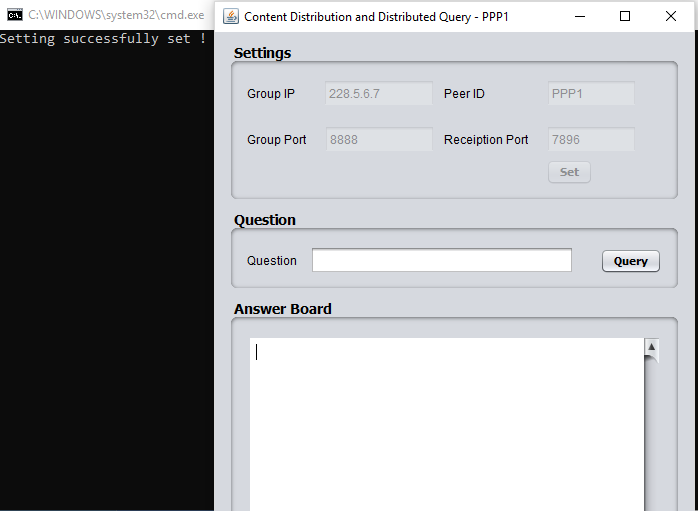 C:\WINDOWS\system32\cmd.exe
Setting successfully set !
Content Distribution and Distributed Query - PPP1
Settings
Group IP 228.5.6.7 Peer ID PPP1
Group Port 8888 Receiption Port 7896
Set
Question
Question Query
Answer Board